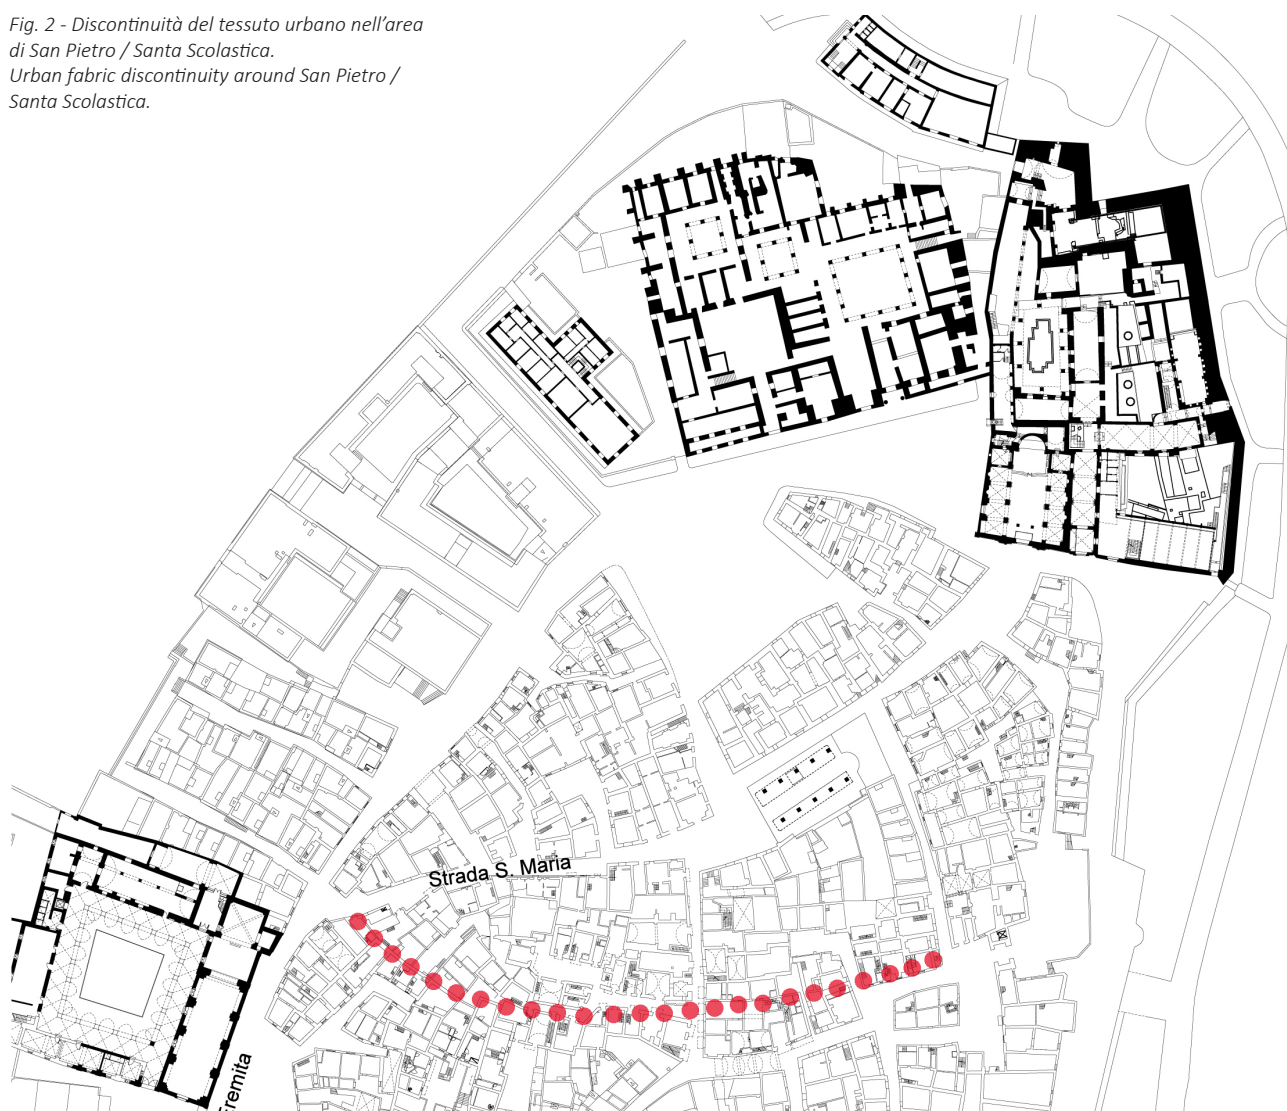 Fig. 2 - Discontinuità del tessuto urbano nell’area
di San Pietro / Santa Scolastica.
Urban fabric discontinuity around San Pietro /
Santa Scolastica.
Strada S. Maria
Eremita